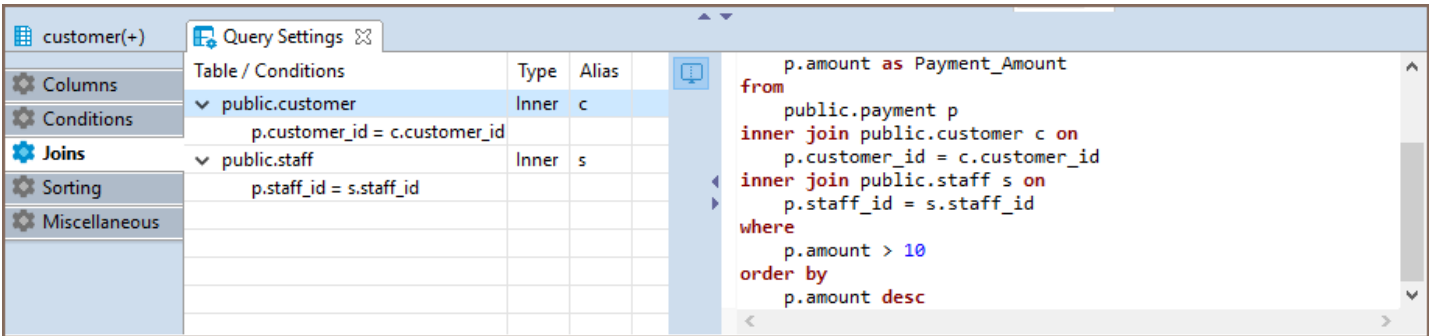 customer(+)
Query Settings
Columns
Conditions
Joins
Sorting
Miscellaneous
Table / Conditions Type Alias
public.customer Inner c
p.customer_id = c.customer_id
public.staff Inner s
p.staff_id = s.staff_id
p.amount as Payment_Amount
from
public.payment p
inner join public.customer c on
p.customer_id = c.customer_id
inner join public.staff s on
p.staff_id = s.staff_id
where
p.amount > 10
order by
p.amount desc